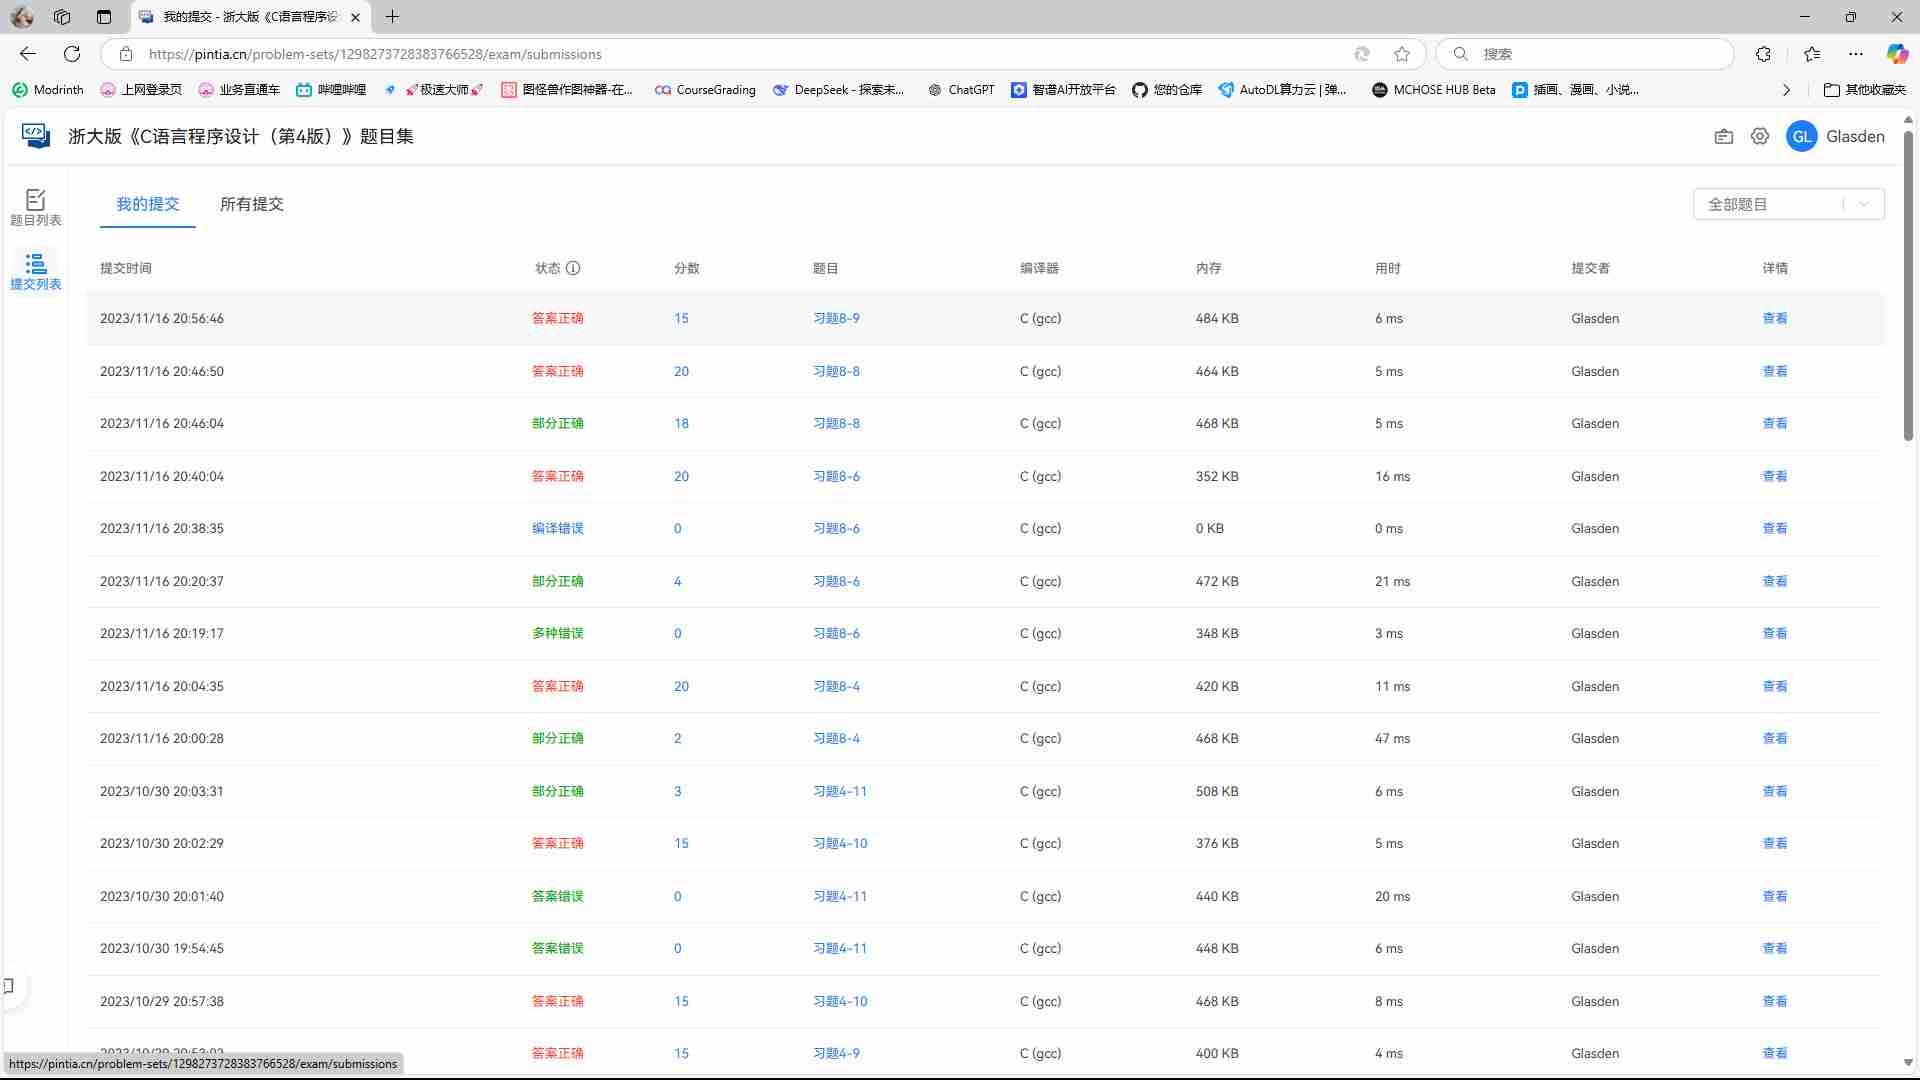 我的提交 - 浙大版《C语言程序设
https://pintia.cn/problem-sets/1298273728383766528/exam/submissions
搜索
Modrinth 上网登录页 业务直通车 哔哩哔哩 🚀极速大师🚀 图怪兽作图神器-在... CourseGrading DeepSeek - 探索未... ChatGPT 智谱AI开放平台 您的仓库 AutoDL算力云 | 弹... MCHOSE HUB Beta 插画、漫画、小说... 其他收藏夹
浙大版《C语言程序设计（第4版）》题目集
GL Glasden
题目列表
提交列表
我的提交 所有提交 全部题目
提交时间 状态 分数 题目 编译器 内存 用时 提交者 详情
2023/11/16 20:56:46 答案正确 15 习题8-9 C (gcc) 484 KB 6 ms Glasden 查看
2023/11/16 20:46:50 答案正确 20 习题8-8 C (gcc) 464 KB 5 ms Glasden 查看
2023/11/16 20:46:04 部分正确 18 习题8-8 C (gcc) 468 KB 5 ms Glasden 查看
2023/11/16 20:40:04 答案正确 20 习题8-6 C (gcc) 352 KB 16 ms Glasden 查看
2023/11/16 20:38:35 编译错误 0 习题8-6 C (gcc) 0 KB 0 ms Glasden 查看
2023/11/16 20:20:37 部分正确 4 习题8-6 C (gcc) 472 KB 21 ms Glasden 查看
2023/11/16 20:19:17 多种错误 0 习题8-6 C (gcc) 348 KB 3 ms Glasden 查看
2023/11/16 20:04:35 答案正确 20 习题8-4 C (gcc) 420 KB 11 ms Glasden 查看
2023/11/16 20:00:28 部分正确 2 习题8-4 C (gcc) 468 KB 47 ms Glasden 查看
2023/10/30 20:03:31 部分正确 3 习题4-11 C (gcc) 508 KB 6 ms Glasden 查看
2023/10/30 20:02:29 答案正确 15 习题4-10 C (gcc) 376 KB 5 ms Glasden 查看
2023/10/30 20:01:40 答案错误 0 习题4-11 C (gcc) 440 KB 20 ms Glasden 查看
2023/10/30 19:54:45 答案错误 0 习题4-11 C (gcc) 448 KB 6 ms Glasden 查看
2023/10/29 20:57:38 答案正确 15 习题4-10 C (gcc) 468 KB 8 ms Glasden 查看
答案正确 15 习题4-9 C (gcc) 400 KB 4 ms Glasden 查看
https://pintia.cn/problem-sets/1298273728383766528/exam/submissions